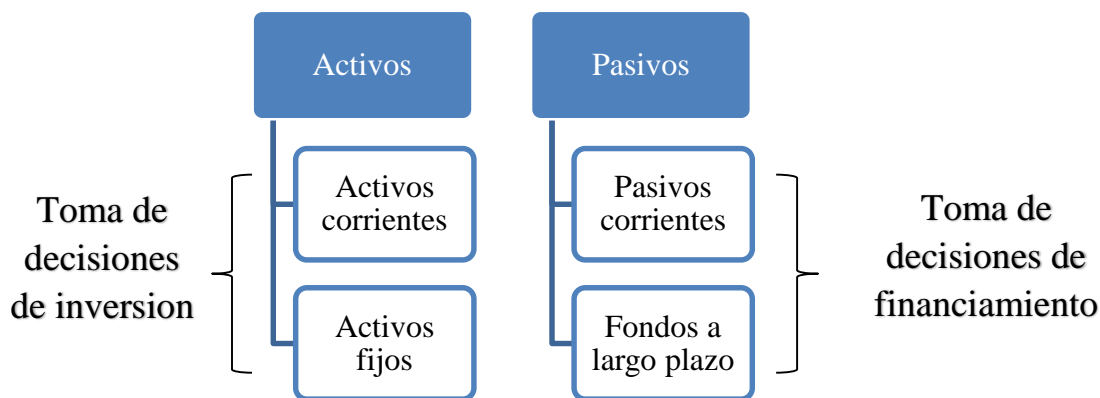 Activos
Pasivos
Toma de
decisiones
de inversion
Activos
corrientes
Activos
fijos
Pasivos
corrientes
Fondos a
largo plazo
Toma de
decisiones de
financiamiento